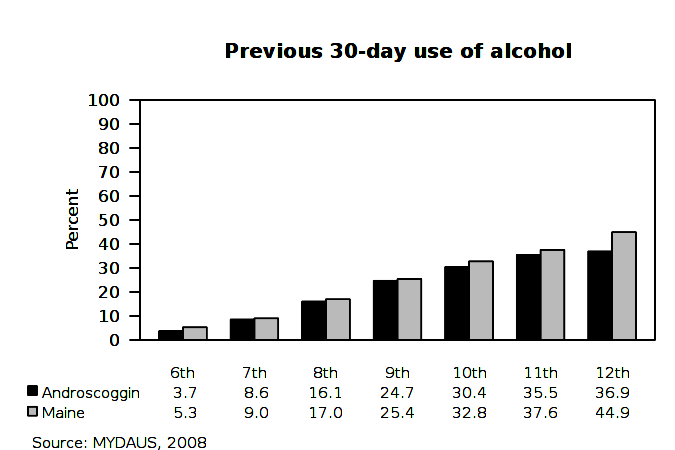 Previous 30-day use of alcohol
100
90
80
70
60
50
40
30
20
10
0
Percent
6th 7th 8th 9th 10th 11th 12th
Androscoggin 3.7 8.6 16.1 24.7 30.4 35.5 36.9
Maine 5.3 9.0 17.0 25.4 32.8 37.6 44.9
Source: MYDAUS, 2008